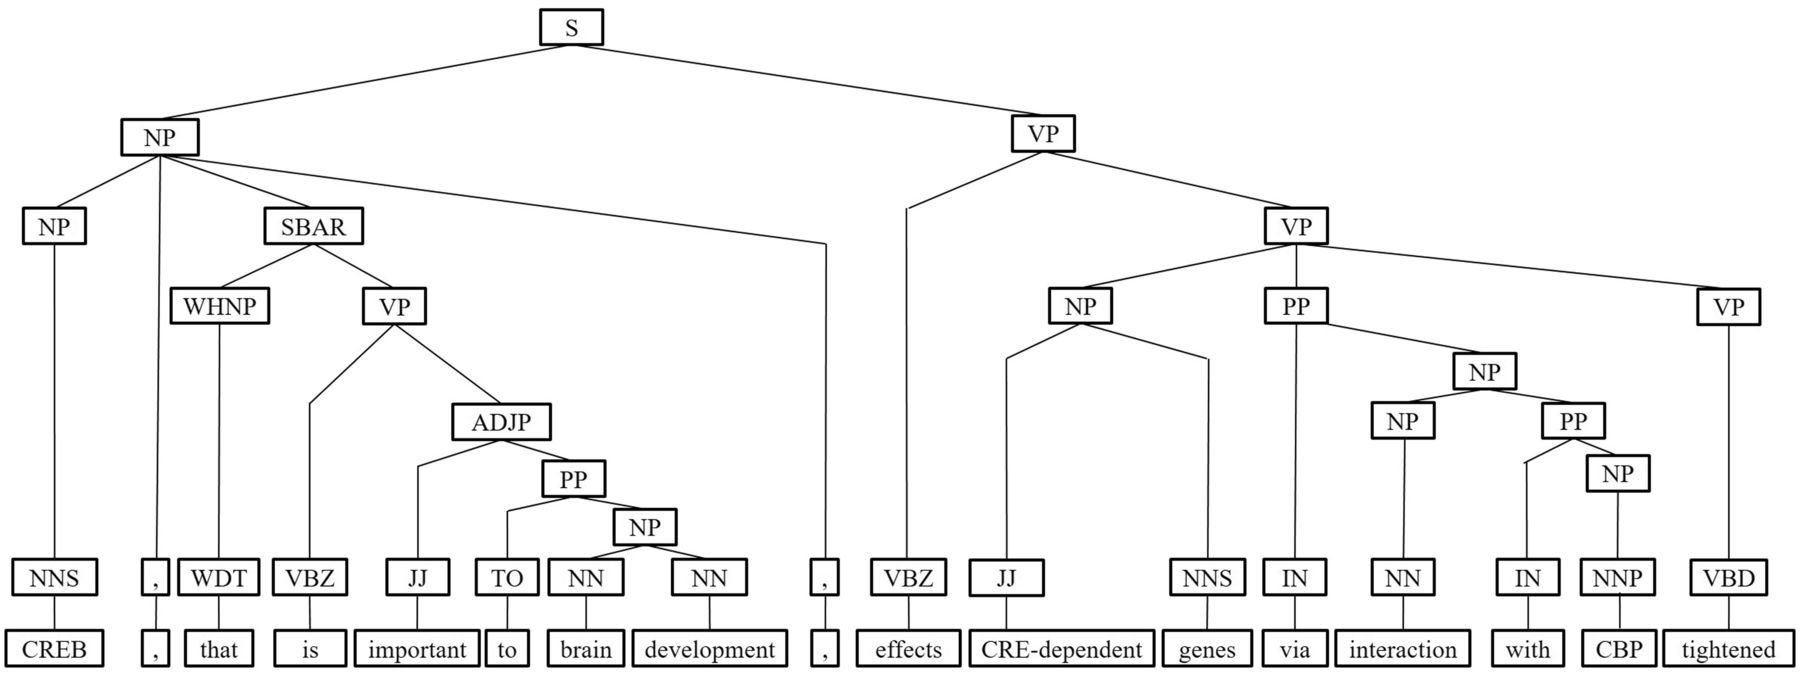 S
NP VP
NP SBAR VP
WHNP VP NP PP VP
NP
ADJP NP PP
PP NP
NP
NNS , WDT VBZ JJ TO NN NN , VBZ JJ NNS IN NN IN NNP VBD
CREB , that is important to brain development , effects CRE-dependent genes via interaction with CBP tightened